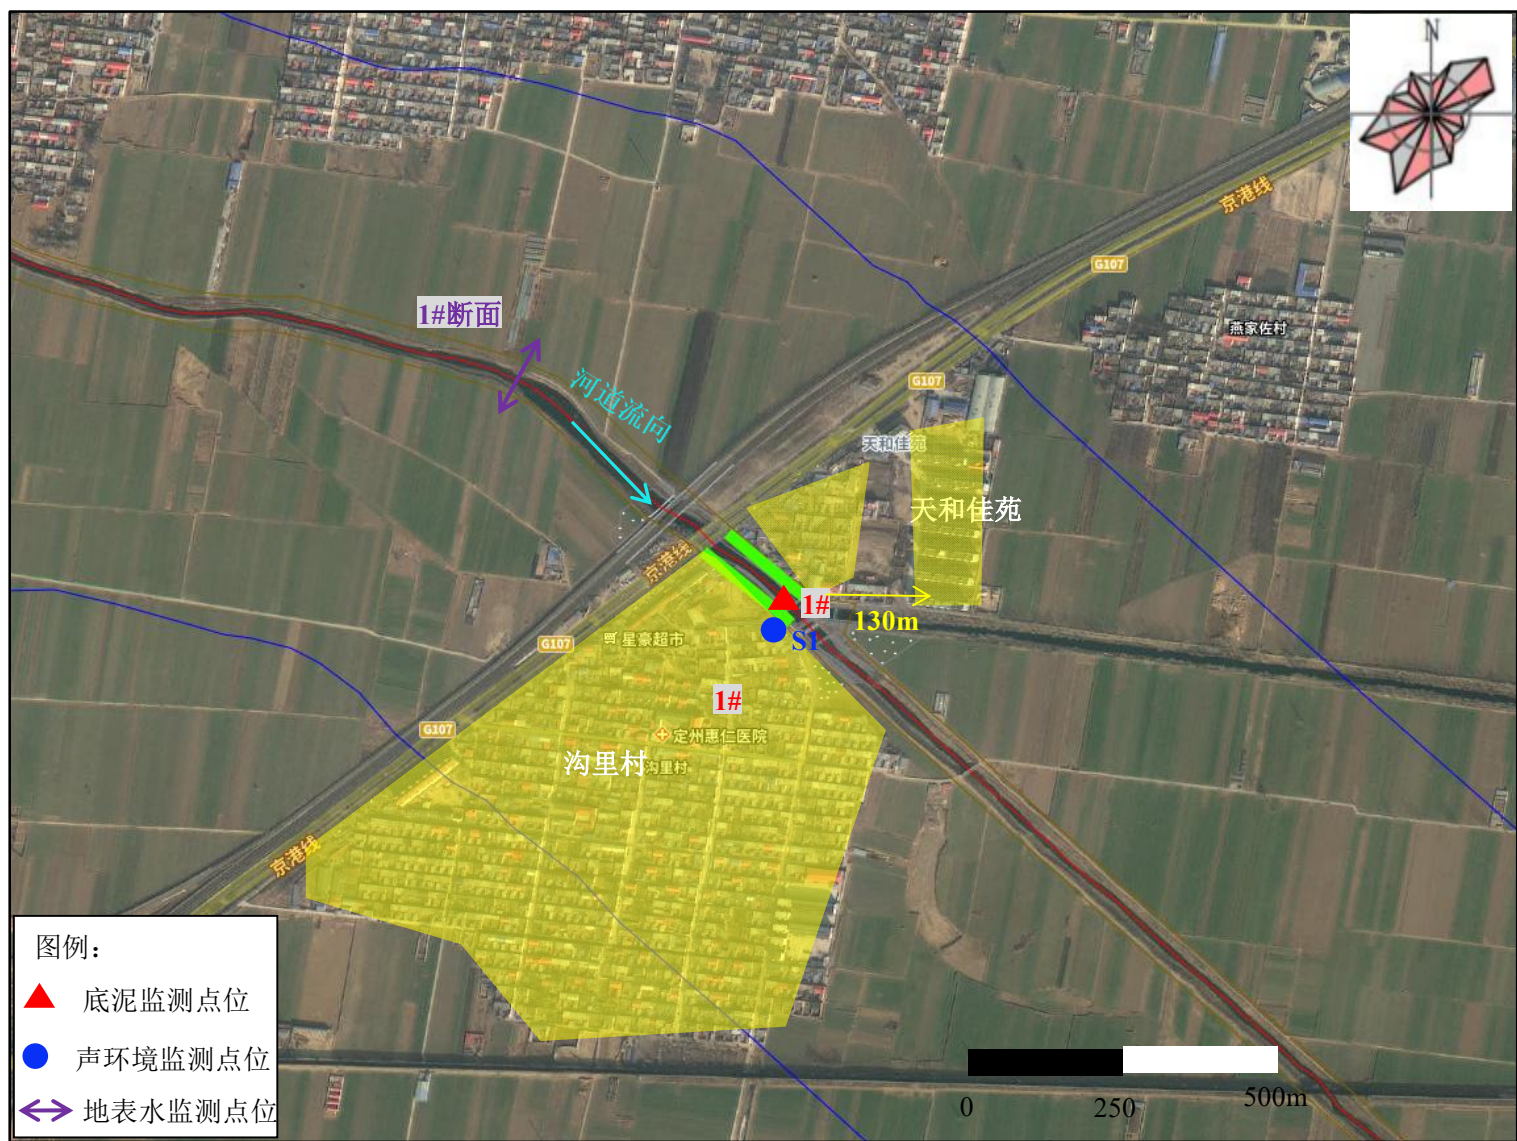 N
京港线
G107
1#断面
燕家佐村
河道流向
G107
天和佳苑
天和佳苑
京港线
1#
130m
S1
G107
星豪超市
1#
G107
定州惠仁医院
沟里村
沟里村
京港线
图例：
底泥监测点位
声环境监测点位
地表水监测点位
0
250
500m